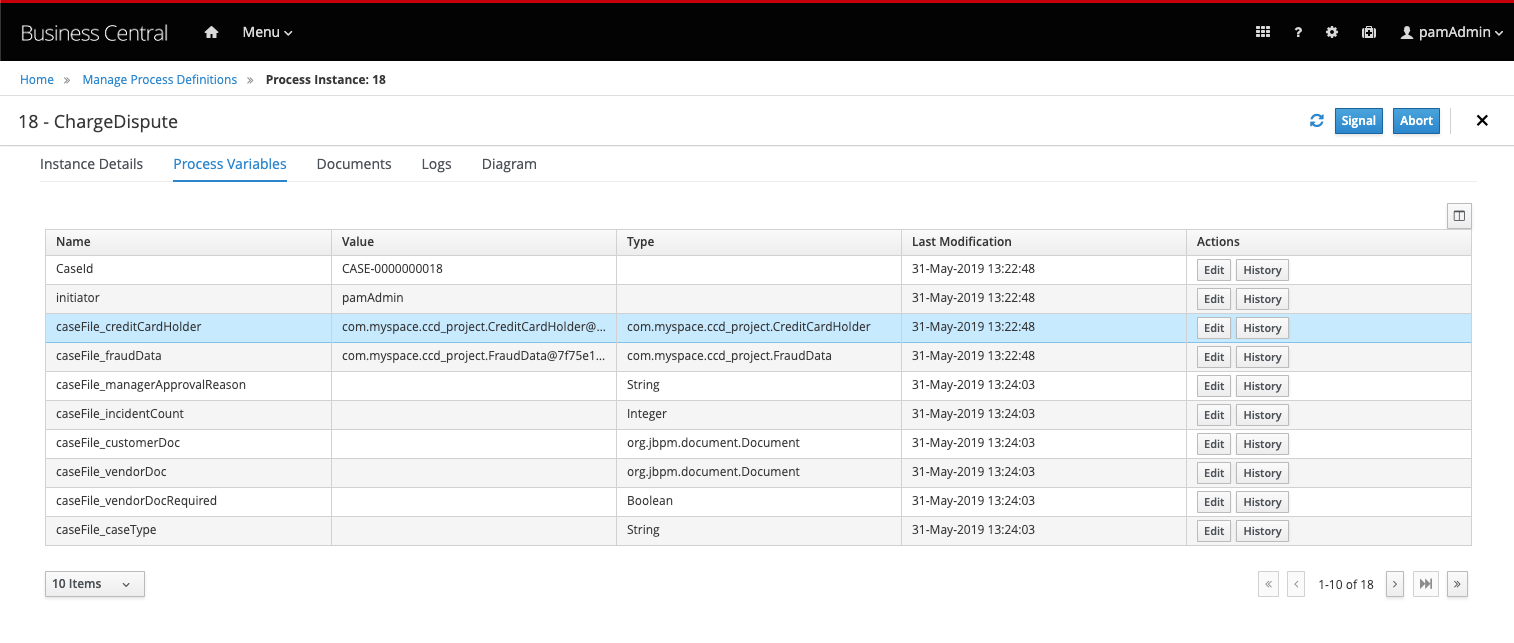 Business Central Menu ? pamAdmin
Home » Manage Process Definitions » Process Instance: 18
18 - ChargeDispute Signal Abort
Instance Details Process Variables Documents Logs Diagram
Name Value Type Last Modification Actions
CaseId CASE-0000000018 31-May-2019 13:22:48 Edit History
initiator pamAdmin 31-May-2019 13:22:48 Edit History
caseFile_creditCardHolder com.myspace.ccd_project.CreditCardHolder@... com.myspace.ccd_project.CreditCardHolder 31-May-2019 13:22:48 Edit History
caseFile_fraudData com.myspace.ccd_project.FraudData@7f75e1... com.myspace.ccd_project.FraudData 31-May-2019 13:22:48 Edit History
caseFile_managerApprovalReason String 31-May-2019 13:24:03 Edit History
caseFile_incidentCount Integer 31-May-2019 13:24:03 Edit History
caseFile_customerDoc org.jbpm.document.Document 31-May-2019 13:24:03 Edit History
caseFile_vendorDoc org.jbpm.document.Document 31-May-2019 13:24:03 Edit History
caseFile_vendorDocRequired Boolean 31-May-2019 13:24:03 Edit History
caseFile_caseType String 31-May-2019 13:24:03 Edit History
10 Items « ‹ 1-10 of 18 › »